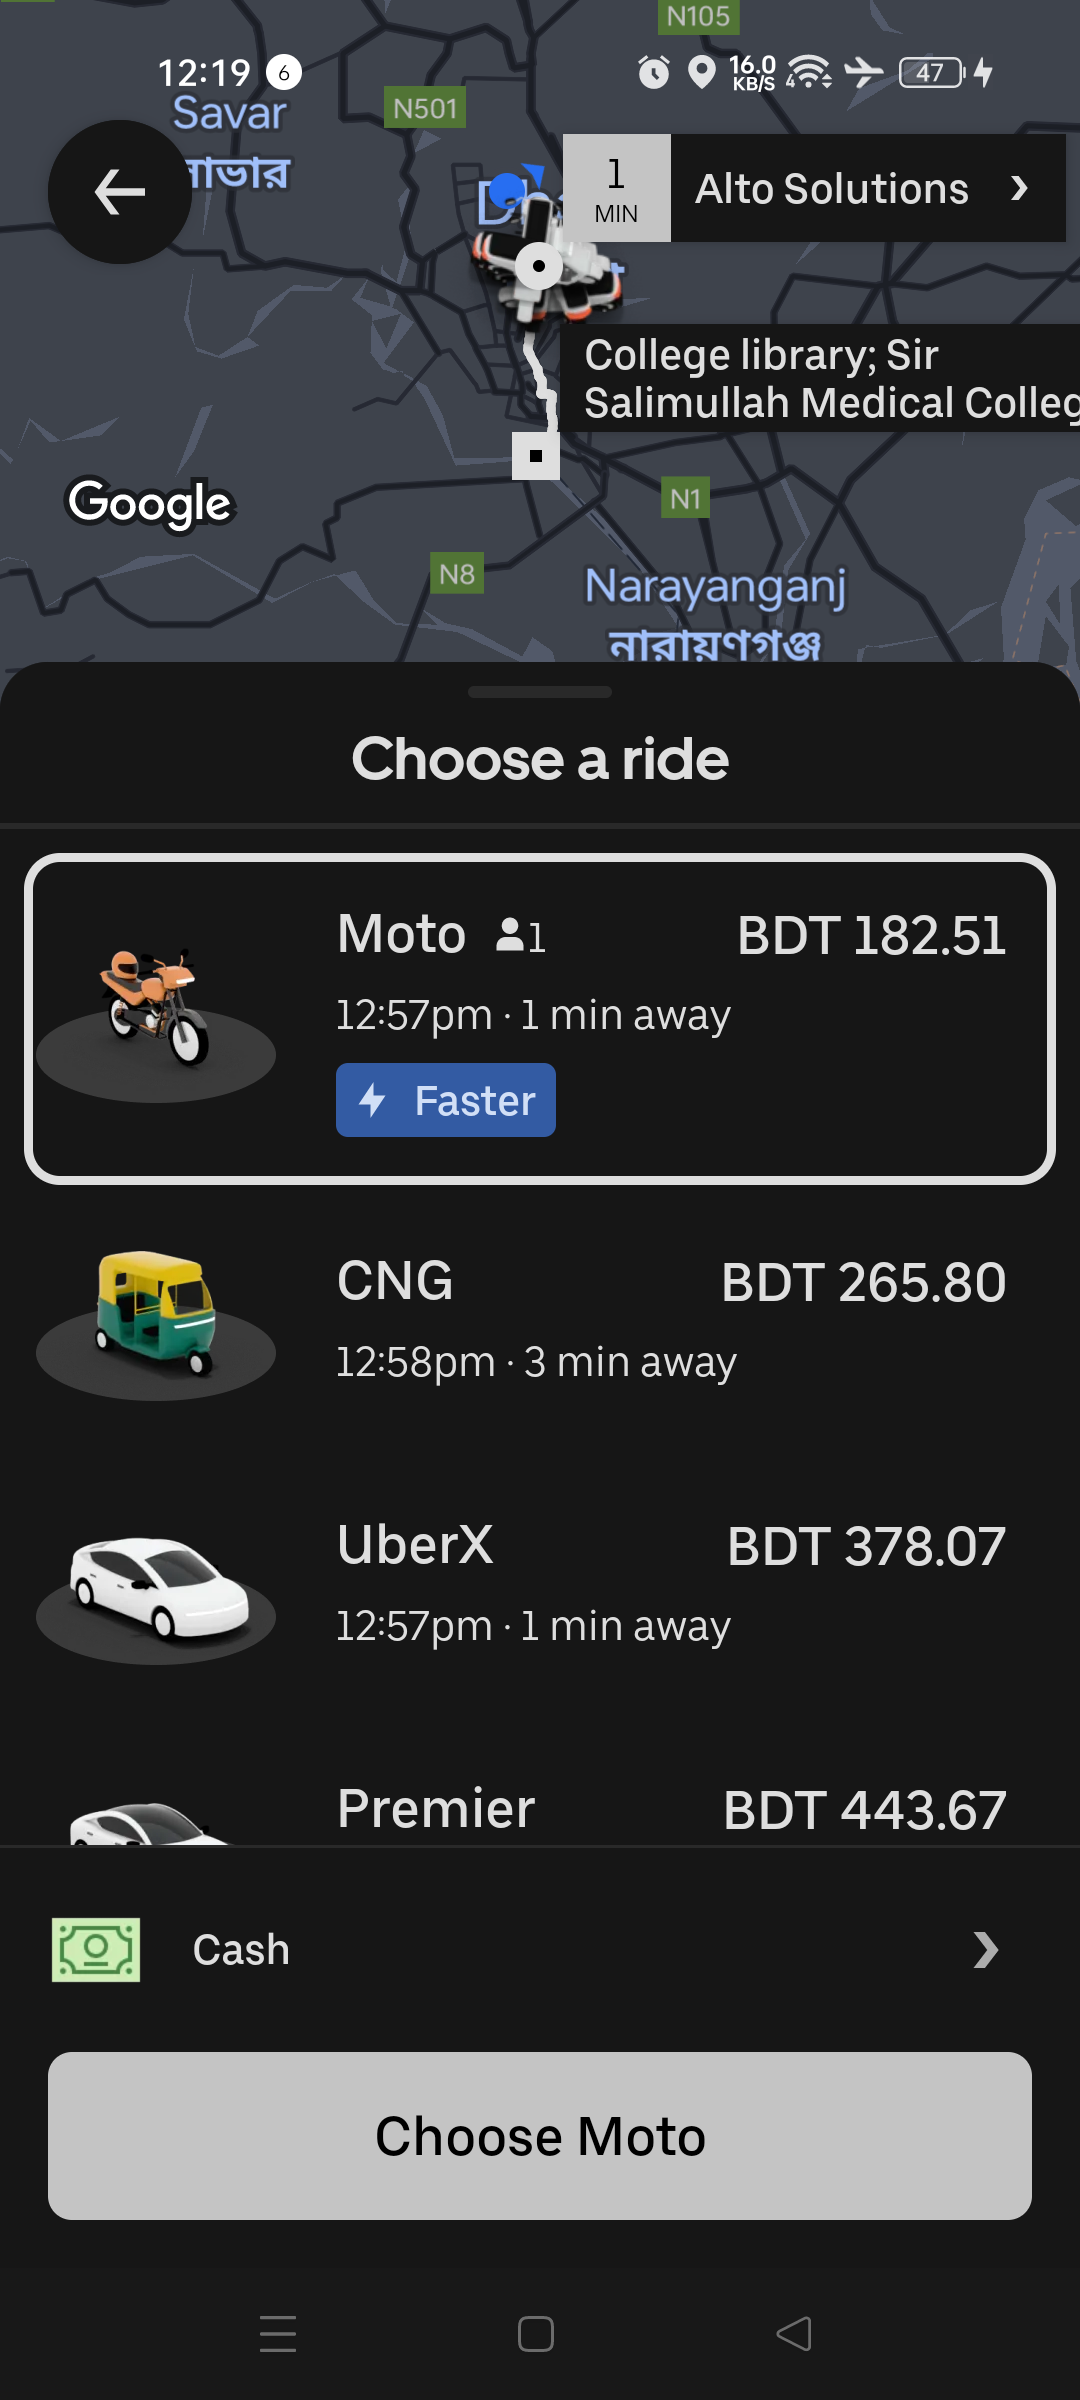 N105
12:19 6
16.0
KB/S
4
47
Savar
N501
1
MIN
Alto Solutions
College library; Sir
Salimullah Medical Colleg
Google
N1
N8
Narayanganj
নারায়ণগঞ্জ
Choose a ride
Moto 1
BDT 182.51
12:57pm · 1 min away
Faster
CNG
BDT 265.80
12:58pm · 3 min away
UberX
BDT 378.07
12:57pm · 1 min away
Premier
BDT 443.67
Cash
Choose Moto